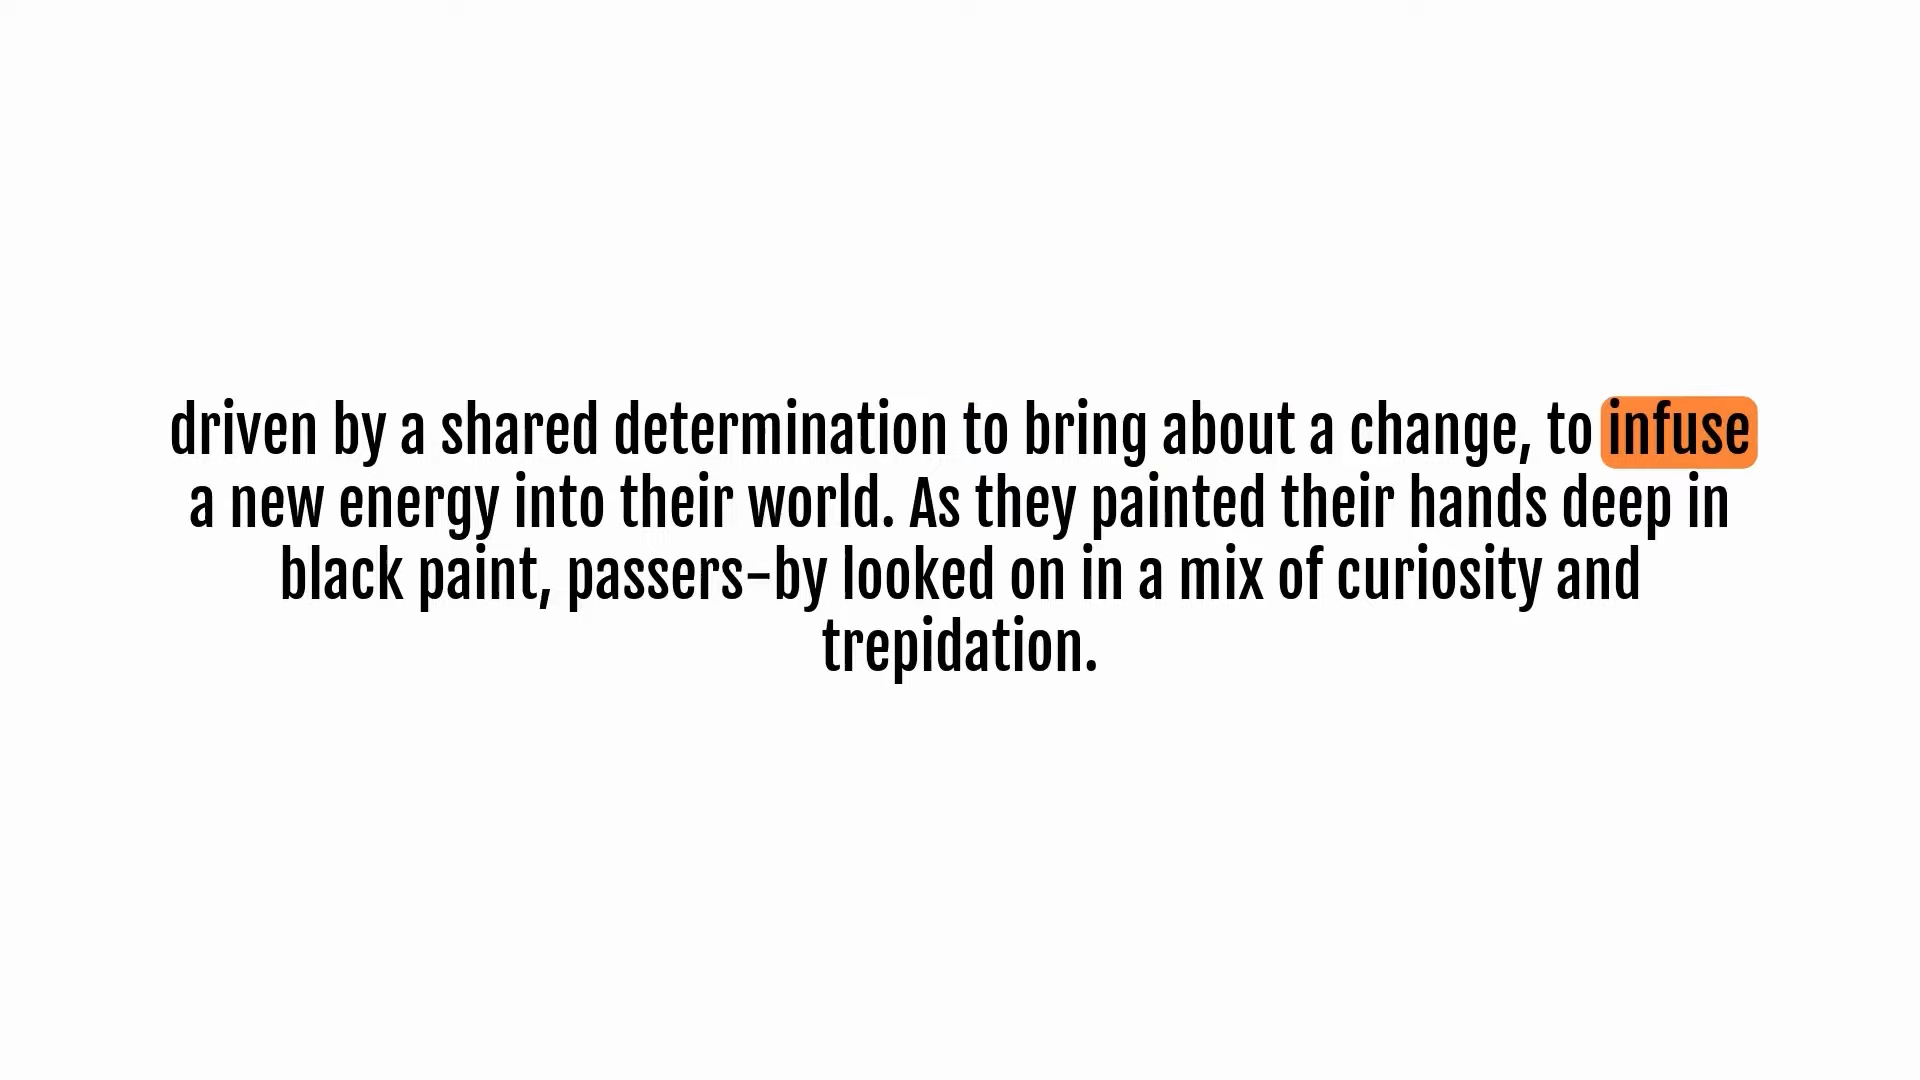 driven by a shared determination to bring about a change, to infuse
a new energy into their world. As they painted their hands deep in
black paint, passers-by looked on in a mix of curiosity and
trepidation.